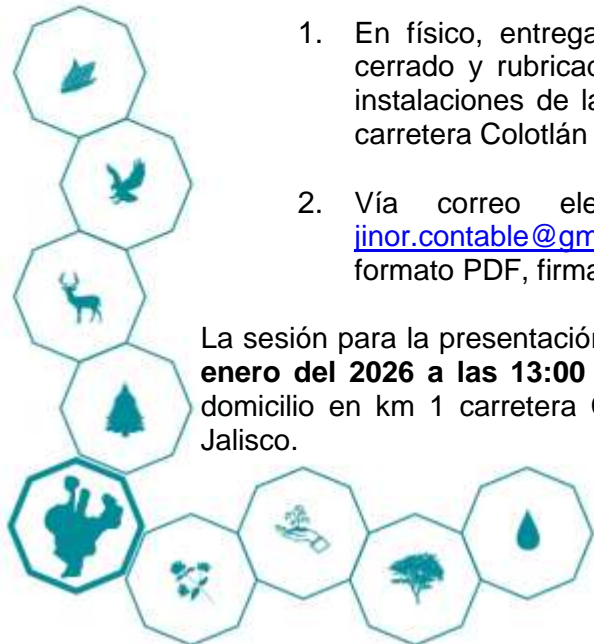 1. En físico, entrega
cerrado y rubricad
instalaciones de la
carretera Colotlán
2. Vía correo ele
jinor.contable@gm
formato PDF, firma
La sesión para la presentación
enero del 2026 a las 13:00
domicilio en km 1 carretera
Jalisco.